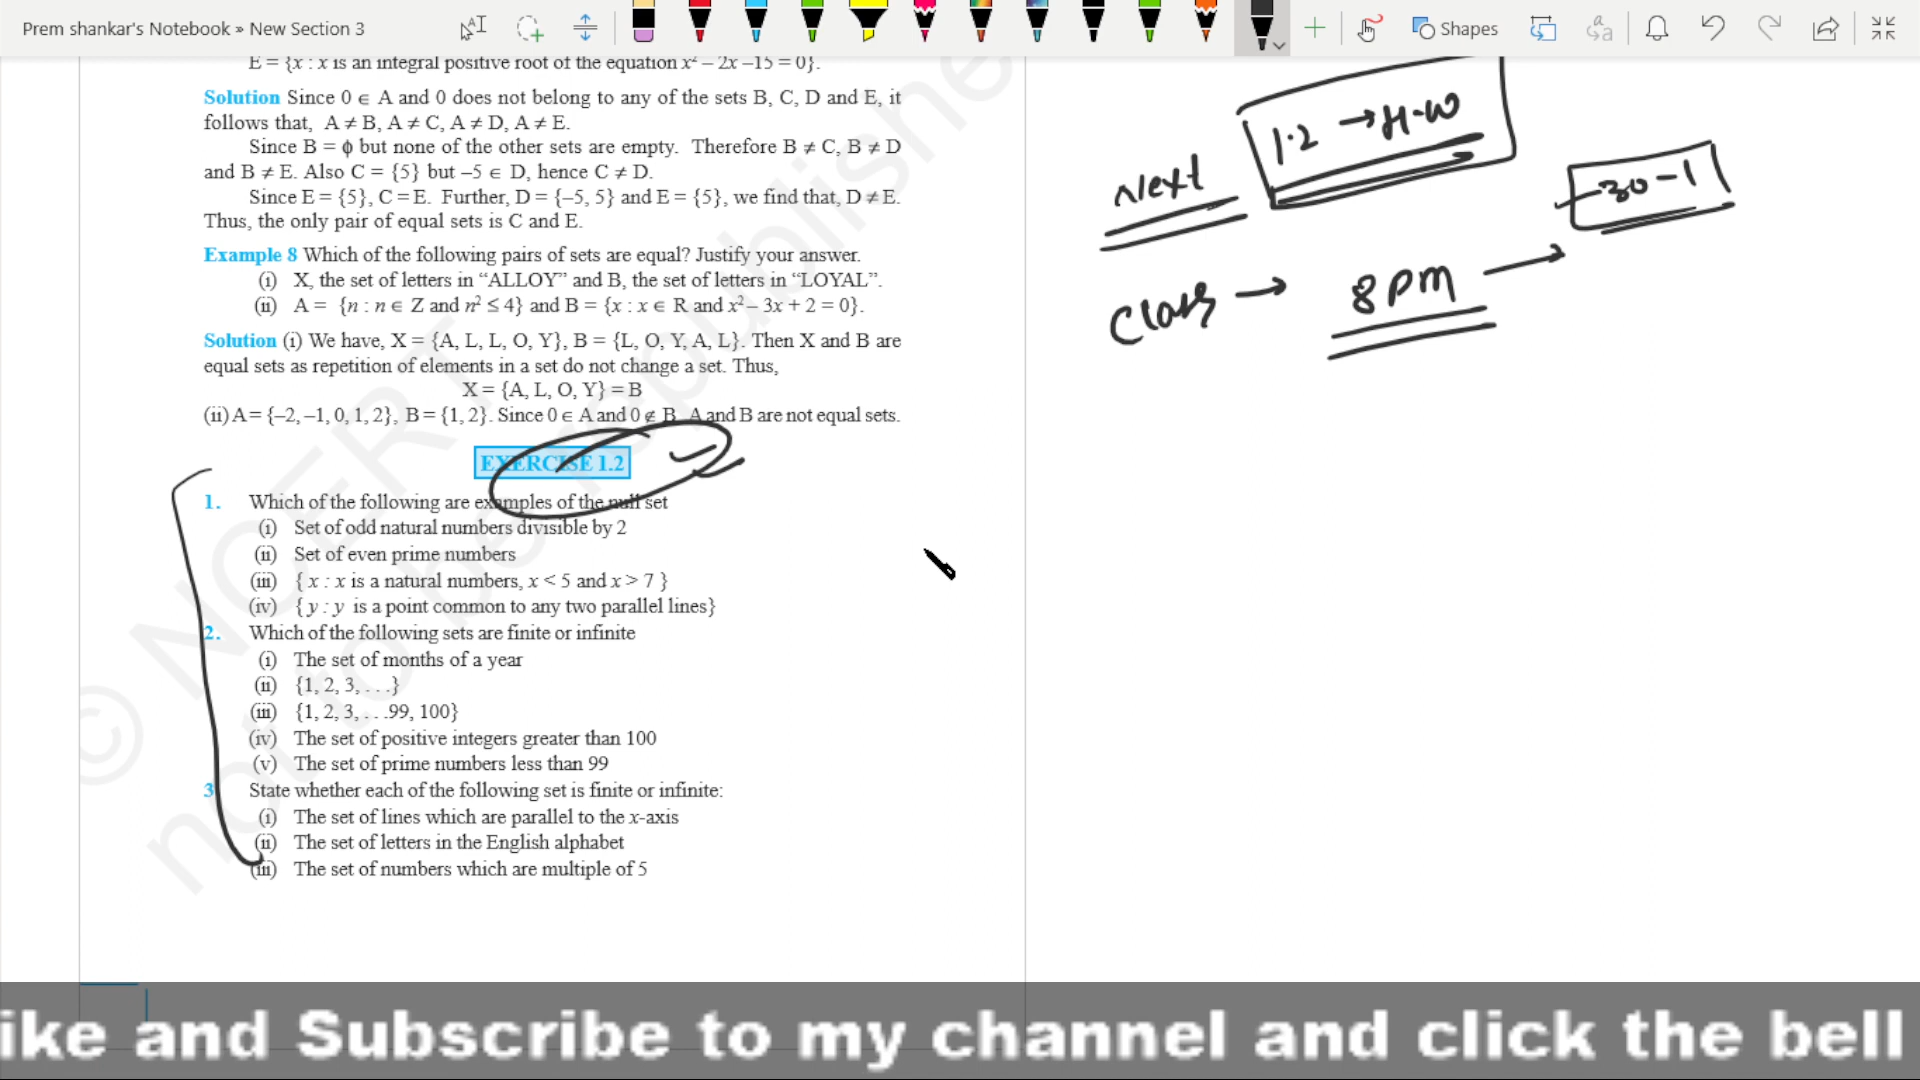 Prem shankar's Notebook » New Section 3
Shapes
E = {x : x is an integral positive root of the equation x² – 2x –15 = 0}.
Solution Since 0 ∈ A and 0 does not belong to any of the sets B, C, D and E, it
follows that, A ≠ B, A ≠ C, A ≠ D, A ≠ E.
Since B = ϕ but none of the other sets are empty. Therefore B ≠ C, B ≠ D
and B ≠ E. Also C = {5} but –5 ∈ D, hence C ≠ D.
Since E = {5}, C = E. Further, D = {–5, 5} and E = {5}, we find that, D ≠ E.
Thus, the only pair of equal sets is C and E.
Example 8 Which of the following pairs of sets are equal? Justify your answer.
(i) X, the set of letters in “ALLOY” and B, the set of letters in “LOYAL”.
(ii) A = {n : n ∈ Z and n² ≤ 4} and B = {x : x ∈ R and x² – 3x + 2 = 0}.
Solution (i) We have, X = {A, L, L, O, Y}, B = {L, O, Y, A, L}. Then X and B are
equal sets as repetition of elements in a set do not change a set. Thus,
X = {A, L, O, Y} = B
(ii) A = {–2, –1, 0, 1, 2}, B = {1, 2}. Since 0 ∈ A and 0 ∉ B, A and B are not equal sets.
EXERCISE 1.2
1. Which of the following are examples of the null set
(i) Set of odd natural numbers divisible by 2
(ii) Set of even prime numbers
(iii) { x : x is a natural numbers, x < 5 and x > 7 }
(iv) { y : y is a point common to any two parallel lines}
2. Which of the following sets are finite or infinite
(i) The set of months of a year
(ii) {1, 2, 3, . . .}
(iii) {1, 2, 3, . . .99, 100}
(iv) The set of positive integers greater than 100
(v) The set of prime numbers less than 99
3 State whether each of the following set is finite or infinite:
(i) The set of lines which are parallel to the x-axis
(ii) The set of letters in the English alphabet
(iii) The set of numbers which are multiple of 5
© NCERT
not to be republished
Next 1.2 → H-W
Class → 8 PM → 30-11
ike and Subscribe to my channel and click the bell